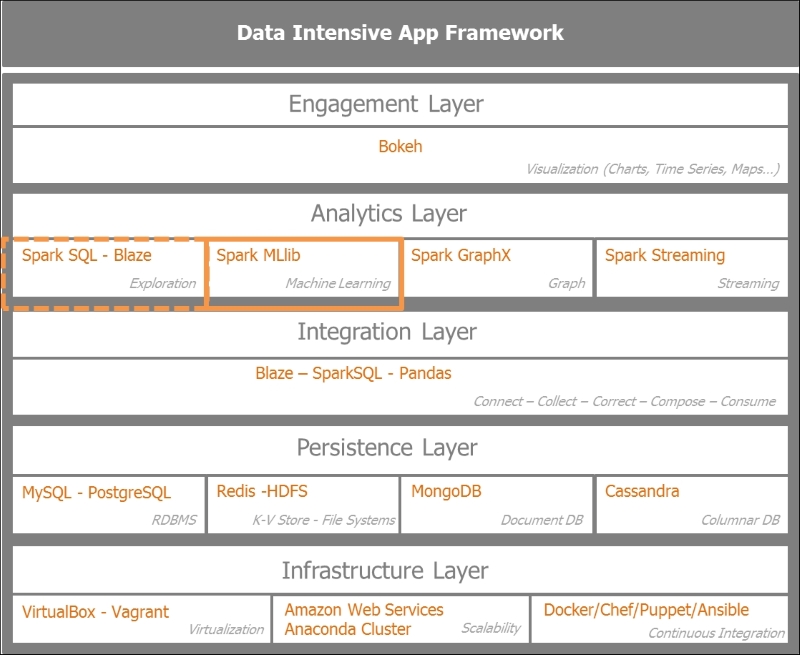 Data Intensive App Framework
Engagement Layer
Bokeh
Visualization (Charts, Time Series, Maps...)
Analytics Layer
Spark SQL - Blaze
Exploration
Spark MLlib
Machine Learning
Spark GraphX
Graph
Spark Streaming
Streaming
Integration Layer
Blaze – SparkSQL - Pandas
Connect – Collect – Correct – Compose – Consume
Persistence Layer
MySQL - PostgreSQL
RDBMS
Redis -HDFS
K-V Store - File Systems
MongoDB
Document DB
Cassandra
Columnar DB
Infrastructure Layer
VirtualBox - Vagrant
Virtualization
Amazon Web Services
Anaconda Cluster
Scalability
Docker/Chef/Puppet/Ansible
Continuous Integration